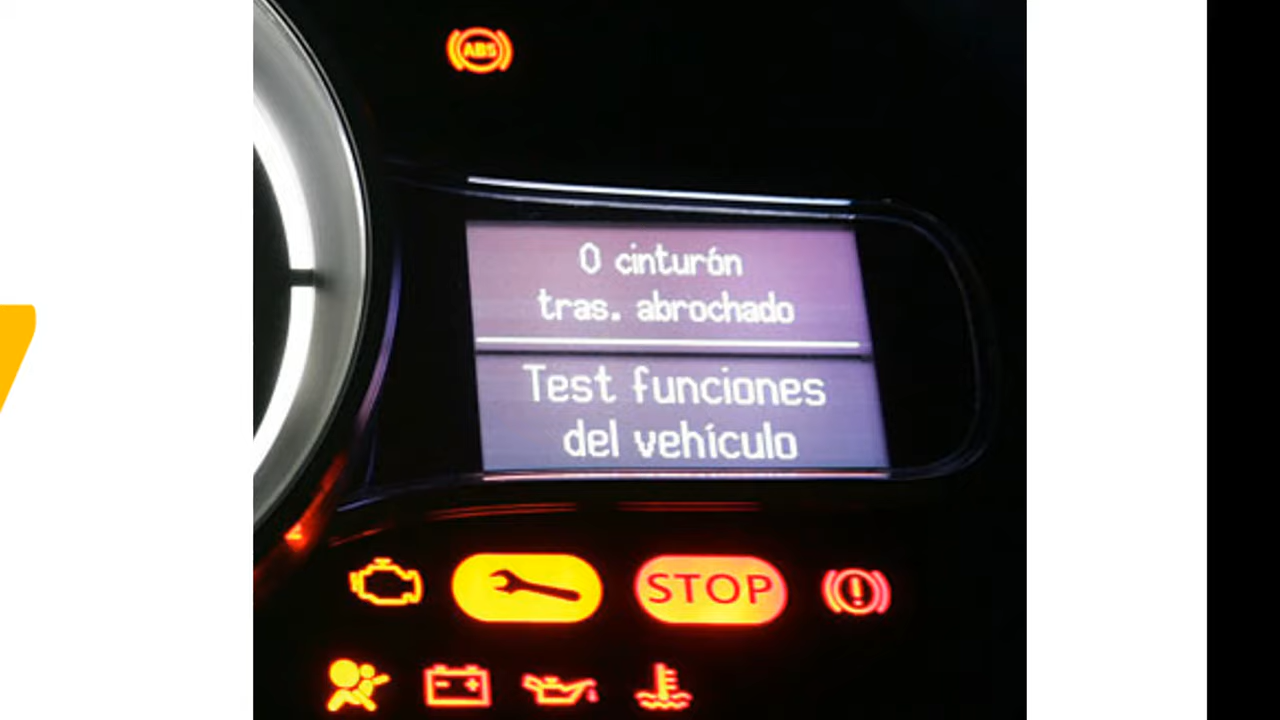 ABS
0 cinturón
tras. abrochado
Test funciones
del vehículo
STOP